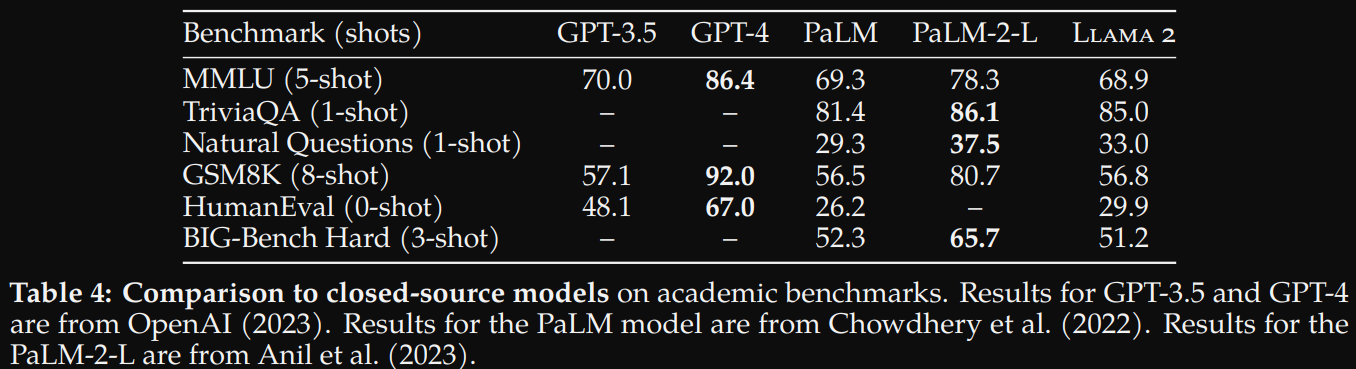 Benchmark (shots) GPT-3.5 GPT-4 PaLM PaLM-2-L LLAMA 2
MMLU (5-shot) 70.0 86.4 69.3 78.3 68.9
TriviaQA (1-shot) – – 81.4 86.1 85.0
Natural Questions (1-shot) – – 29.3 37.5 33.0
GSM8K (8-shot) 57.1 92.0 56.5 80.7 56.8
HumanEval (0-shot) 48.1 67.0 26.2 – 29.9
BIG-Bench Hard (3-shot) – – 52.3 65.7 51.2
Table 4: Comparison to closed-source models on academic benchmarks. Results for GPT-3.5 and GPT-4
are from OpenAI (2023). Results for the PaLM model are from Chowdhery et al. (2022). Results for the
PaLM-2-L are from Anil et al. (2023).